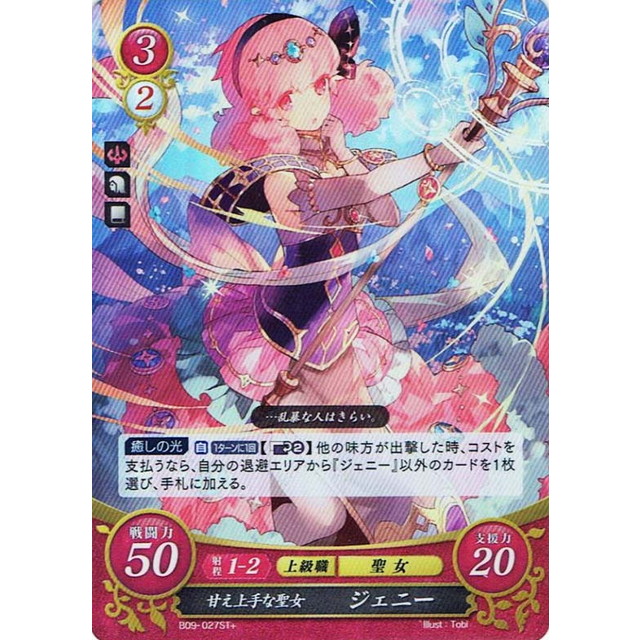 3
2
…乱暴な人はきらい。
癒しの光 自 1ターンに1回 【2】他の味方が出撃した時、コストを
支払うなら、自分の退避エリアから『ジェニー』以外のカードを1枚
選び、手札に加える。
戦闘力 50
射程 1-2 上級職 聖女
支援力 20
甘え上手な聖女 ジェニー
B09-027ST+ Illust：Tobi